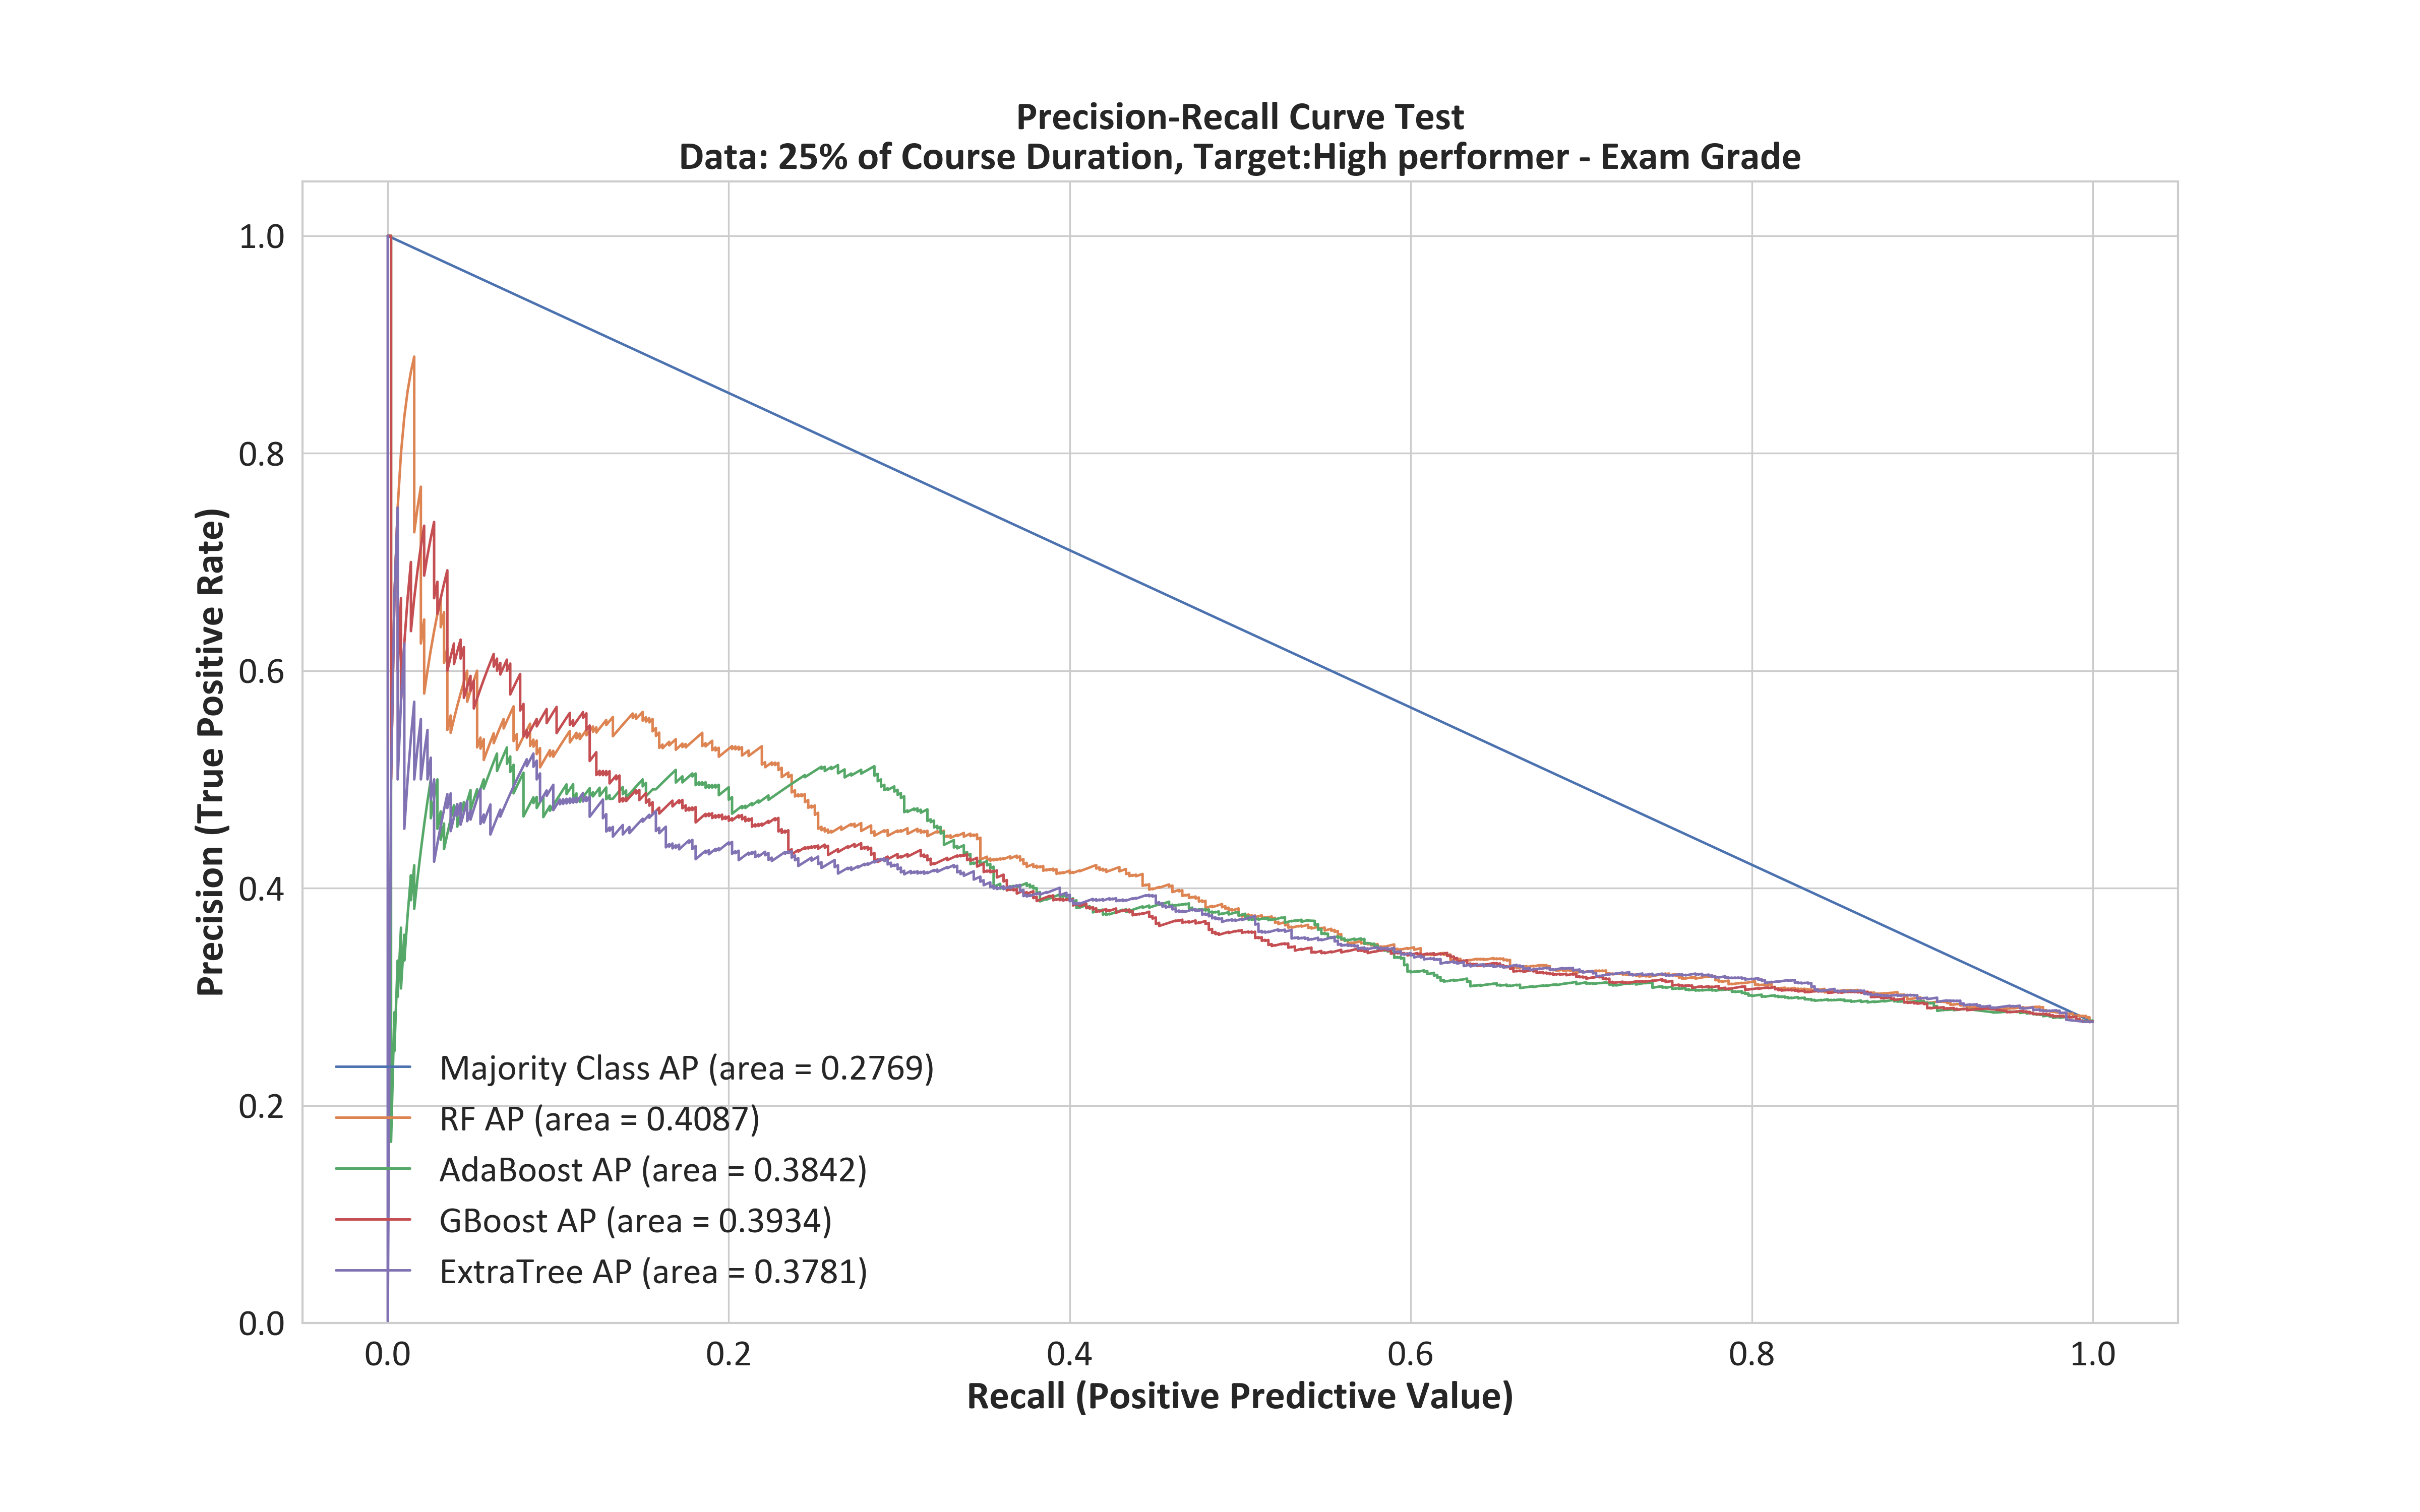 Precision-Recall Curve Test
Data: 25% of Course Duration, Target:High performer - Exam Grade
Precision (True Positive Rate)
1.0
0.8
0.6
0.4
0.2
0.0
Majority Class AP (area = 0.2769)
RF AP (area = 0.4087)
AdaBoost AP (area = 0.3842)
GBoost AP (area = 0.3934)
ExtraTree AP (area = 0.3781)
0.0 0.2 0.4 0.6 0.8 1.0
Recall (Positive Predictive Value)